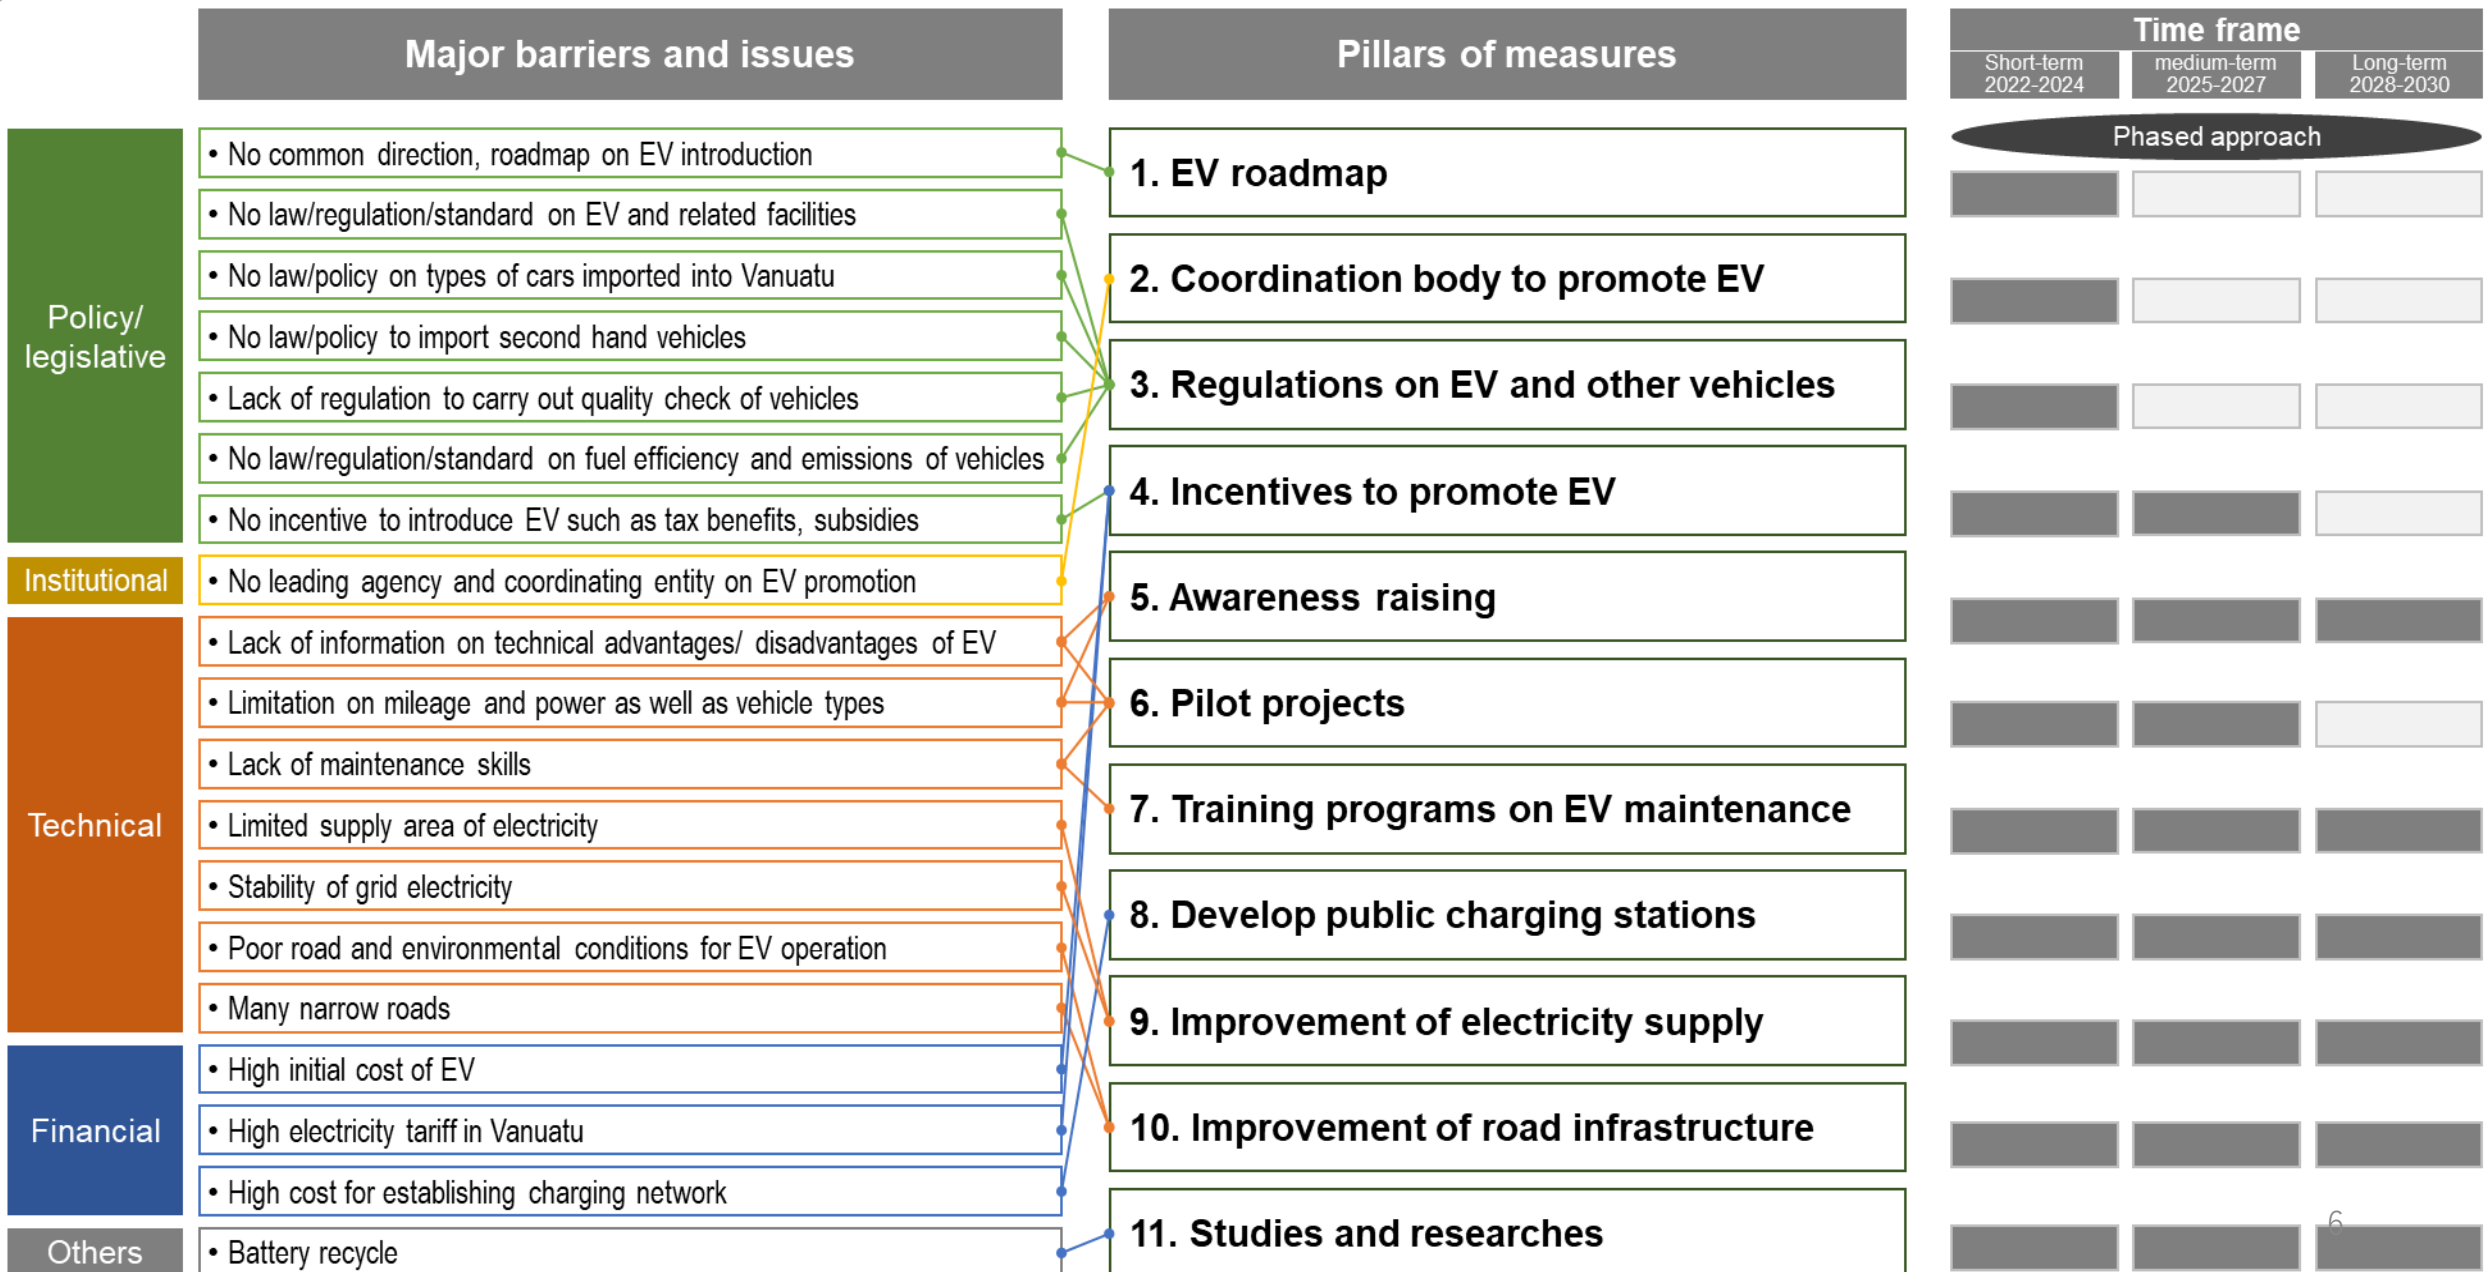 Major barriers and issues
Pillars of measures
Time frame
Short-term
2022-2024
medium-term
2025-2027
Long-term
2028-2030
Phased approach
Policy/
legislative
• No common direction, roadmap on EV introduction
• No law/regulation/standard on EV and related facilities
• No law/policy on types of cars imported into Vanuatu
• No law/policy to import second hand vehicles
• Lack of regulation to carry out quality check of vehicles
• No law/regulation/standard on fuel efficiency and emissions of vehicles
• No incentive to introduce EV such as tax benefits, subsidies
Institutional
• No leading agency and coordinating entity on EV promotion
Technical
• Lack of information on technical advantages/ disadvantages of EV
• Limitation on mileage and power as well as vehicle types
• Lack of maintenance skills
• Limited supply area of electricity
• Stability of grid electricity
• Poor road and environmental conditions for EV operation
• Many narrow roads
Financial
• High initial cost of EV
• High electricity tariff in Vanuatu
• High cost for establishing charging network
Others
• Battery recycle
1. EV roadmap
2. Coordination body to promote EV
3. Regulations on EV and other vehicles
4. Incentives to promote EV
5. Awareness raising
6. Pilot projects
7. Training programs on EV maintenance
8. Develop public charging stations
9. Improvement of electricity supply
10. Improvement of road infrastructure
11. Studies and researches
6